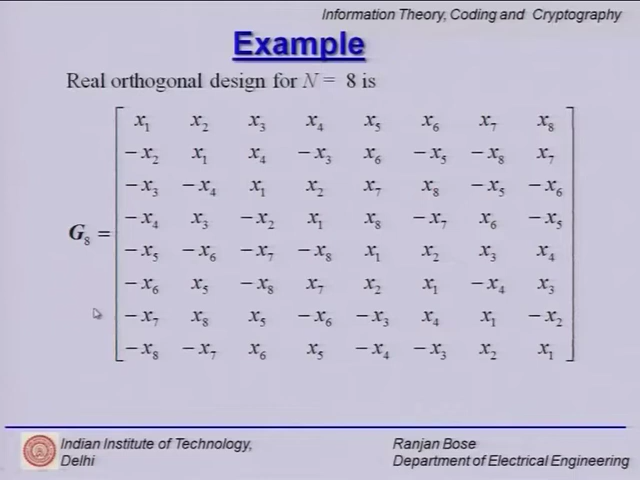 Information Theory, Coding and Cryptography
Example
Real orthogonal design for N = 8 is
x₁ x₂ x₃ x₄ x₅ x₆ x₇ x₈
−x₂ x₁ x₄ −x₃ x₆ −x₅ −x₈ x₇
−x₃ −x₄ x₁ x₂ x₇ x₈ −x₅ −x₆
−x₄ x₃ −x₂ x₁ x₈ −x₇ x₆ −x₅
G₈ =
−x₅ −x₆ −x₇ −x₈ x₁ x₂ x₃ x₄
−x₆ x₅ −x₈ x₇ x₂ x₁ −x₄ x₃
−x₇ x₈ x₅ −x₆ −x₃ x₄ x₁ −x₂
−x₈ −x₇ x₆ x₅ −x₄ −x₃ x₂ x₁
Indian Institute of Technology,
Delhi
Ranjan Bose
Department of Electrical Engineering